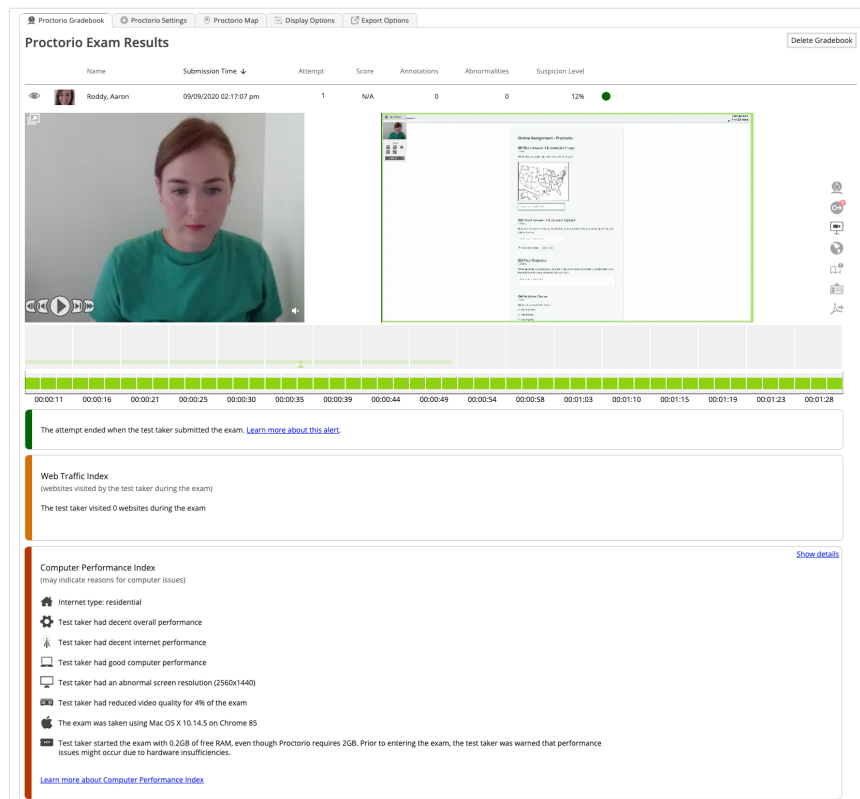 Proctorio Gradebook
Proctorio Settings
Proctorio Map
Display Options
Export Options
Proctorio Exam Results
Delete Gradebook
Name Submission Time ↓ Attempt Score Annotations Abnormalities Suspicion Level
Roddy, Aaron 09/09/2020 02:17:07 pm 1 N/A 0 0 12%
Online Assignment - Proctorio
00:00:11 00:00:16 00:00:21 00:00:25 00:00:30 00:00:35 00:00:39 00:00:44 00:00:49 00:00:54 00:00:58 00:01:03 00:01:10 00:01:15 00:01:19 00:01:23 00:01:28
The attempt ended when the test taker submitted the exam. Learn more about this alert.
Web Traffic Index
(websites visited by the test taker during the exam)
The test taker visited 0 websites during the exam
Show details
Computer Performance Index
(may indicate reasons for computer issues)
Internet type: residential
Test taker had decent overall performance
Test taker had decent internet performance
Test taker had good computer performance
Test taker had an abnormal screen resolution (2560x1440)
Test taker had reduced video quality for 4% of the exam
The exam was taken using Mac OS X 10.14.5 on Chrome 85
Test taker started the exam with 0.2GB of free RAM, even though Proctorio requires 2GB. Prior to entering the exam, the test taker was warned that performance
issues might occur due to hardware insufficiencies.
Learn more about Computer Performance Index